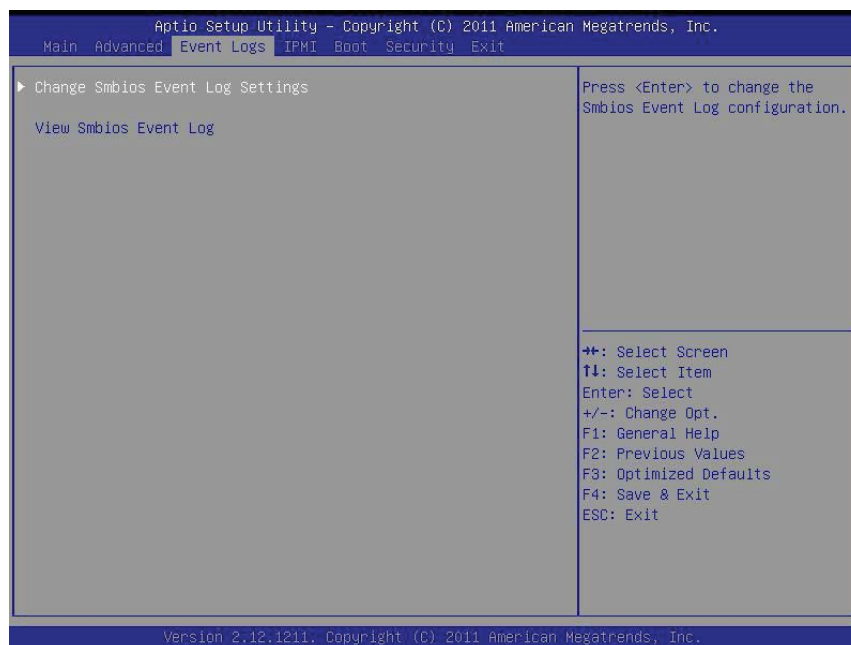 Aptio Setup Utility – Copyright (C) 2011 American Megatrends, Inc.
Main Advanced Event Logs IPMI Boot Security Exit
▶ Change Smbios Event Log Settings
View Smbios Event Log
Press <Enter> to change the
Smbios Event Log configuration.
→←: Select Screen
↑↓: Select Item
Enter: Select
+/-: Change Opt.
F1: General Help
F2: Previous Values
F3: Optimized Defaults
F4: Save & Exit
ESC: Exit
Version 2.12.1211. Copyright (C) 2011 American Megatrends, Inc.